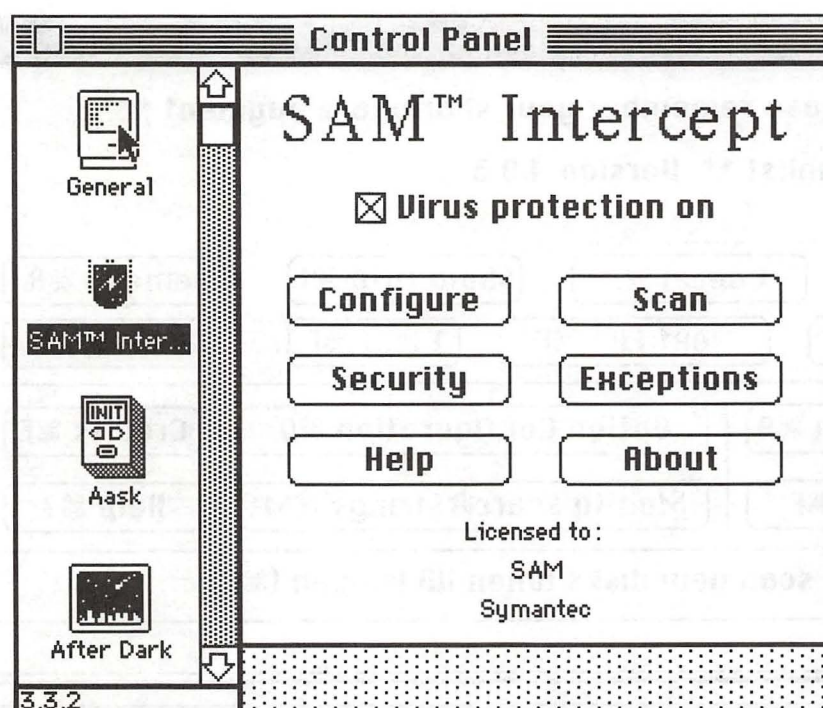 Control Panel
General
SAM™ Inter...
INIT
Aask
After Dark
3.3.2
SAM™ Intercept
Virus protection on
Configure
Scan
Security
Exceptions
Help
About
Licensed to:
SAM
Symantec